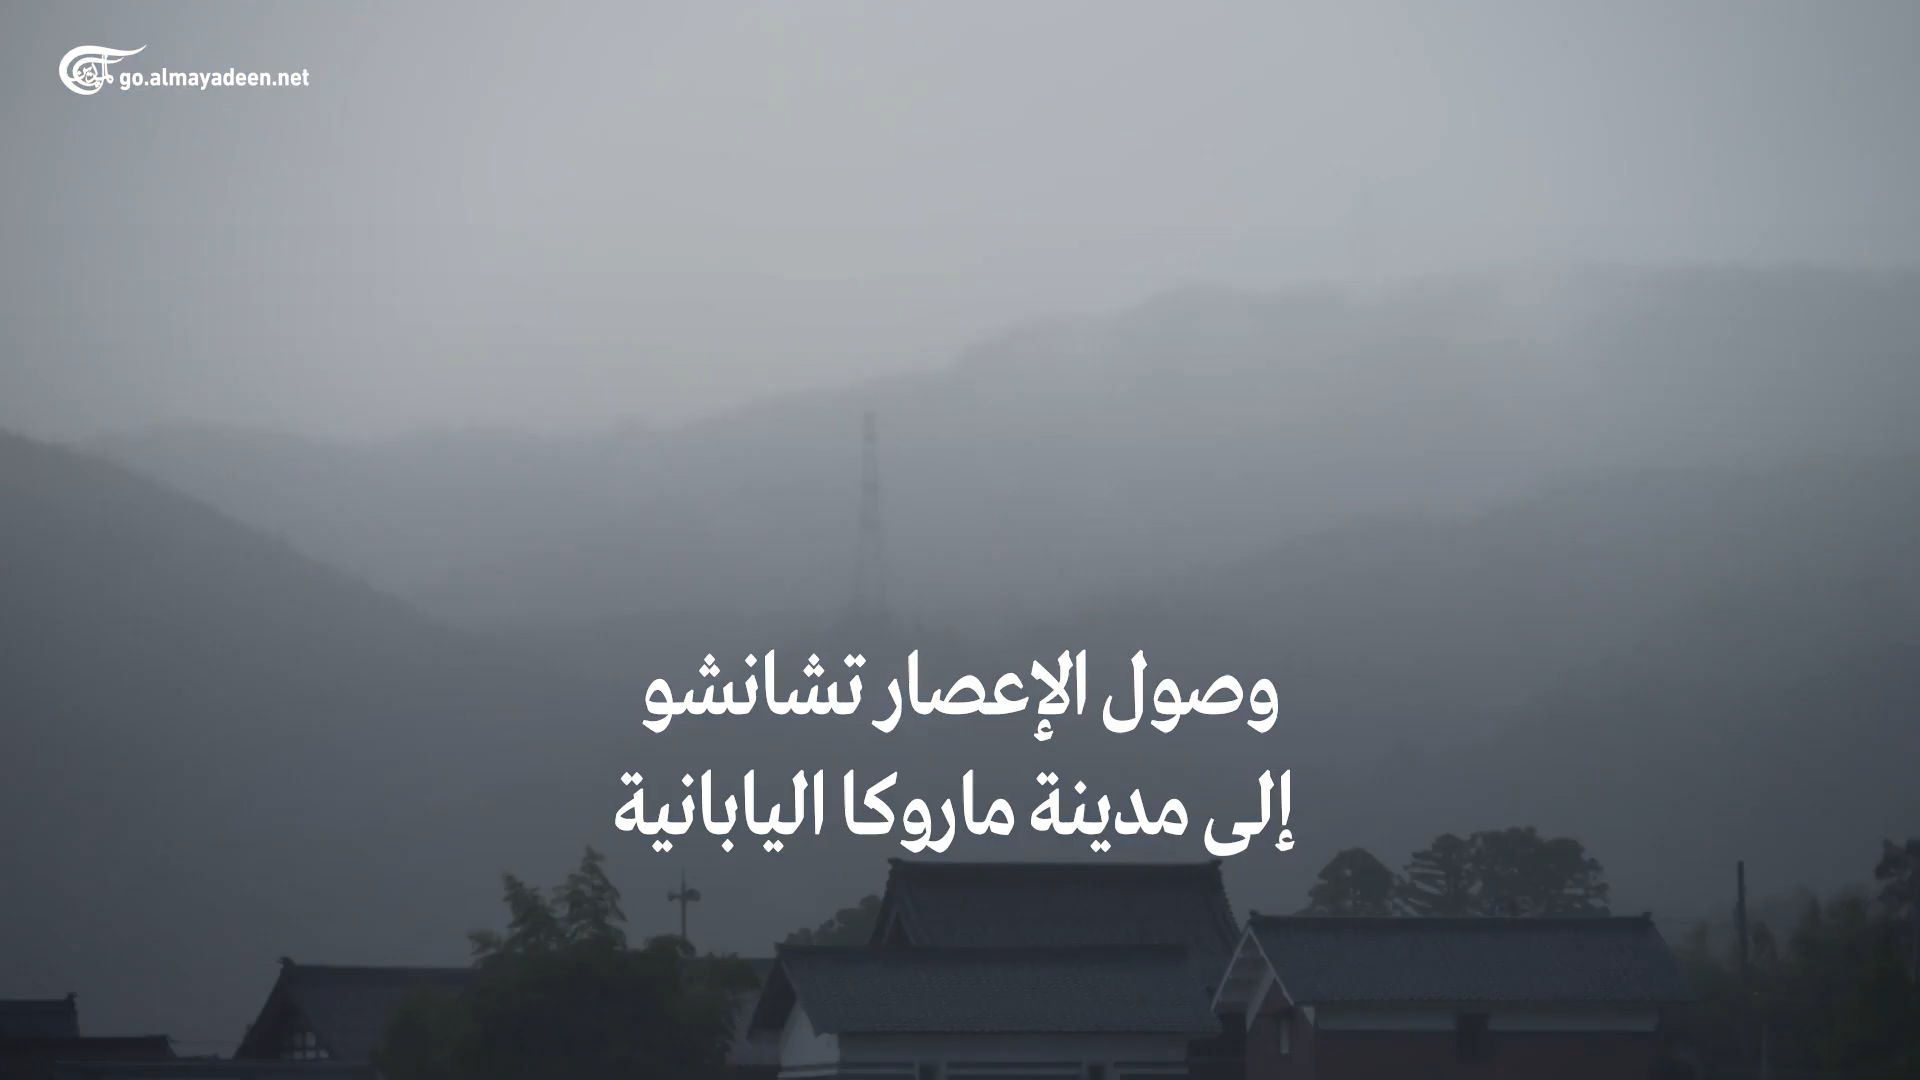 go.almayadeen.net
وصول الإعصار تشانشو
إلى مدينة ماروكا اليابانية